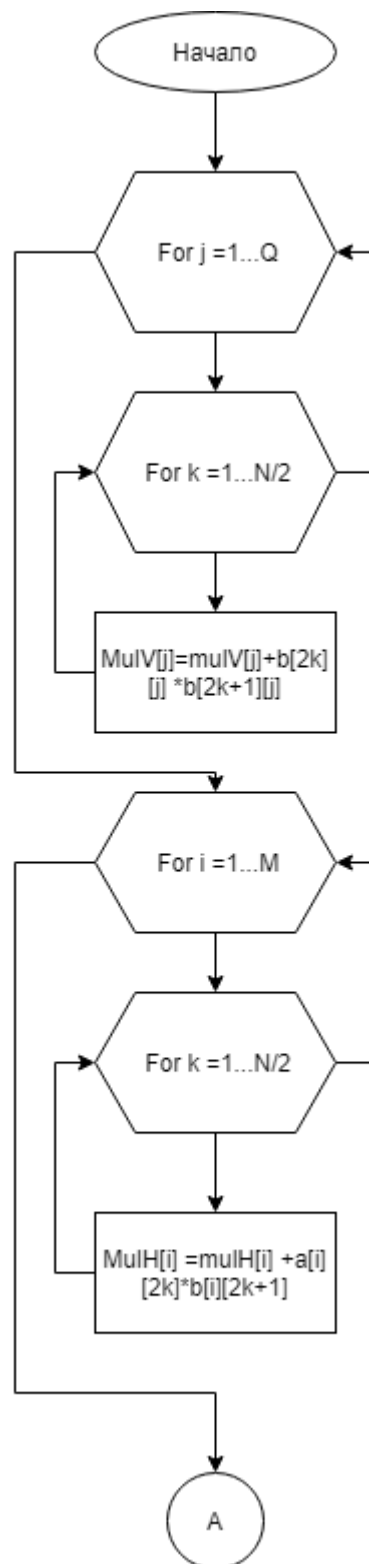 Начало
For j =1...Q
For k =1...N/2
MulV[j]=mulV[j]+b[2k]
[j] *b[2k+1][j]
For i =1...M
For k =1...N/2
MulH[i] =mulH[i] +a[i]
[2k]*b[i][2k+1]
A